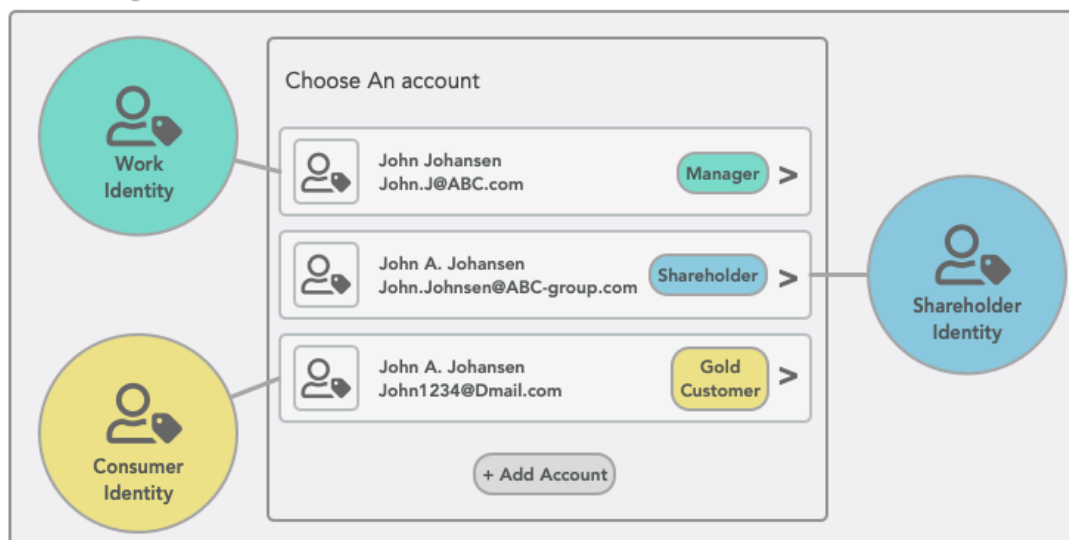 Work
Identity
Choose An account
John Johansen
John.J@ABC.com
Manager
>
John A. Johansen
John.Johnsen@ABC-group.com
Shareholder
>
Shareholder
Identity
John A. Johansen
John1234@Dmail.com
Gold
Customer
>
Consumer
Identity
+ Add Account